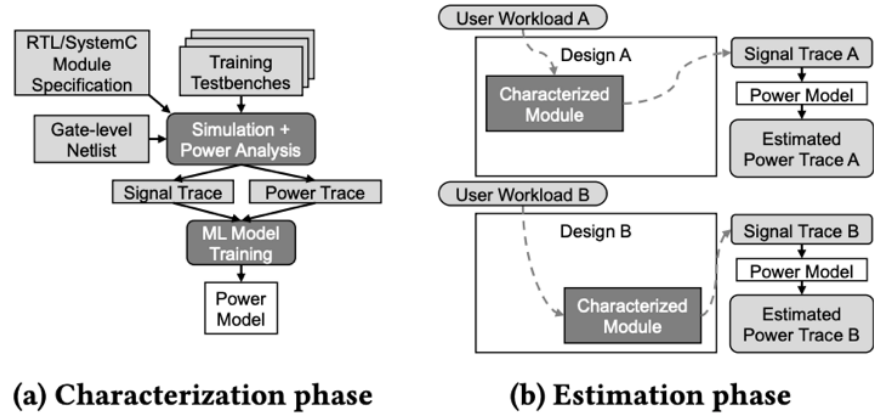 RTL/SystemC
Module
Specification
Training
Testbenches
Gate-level
Netlist
Simulation +
Power Analysis
Signal Trace
Power Trace
ML Model
Training
Power
Model
(a) Characterization phase
User Workload A
Design A
Characterized
Module
Signal Trace A
Power Model
Estimated
Power Trace A
User Workload B
Design B
Characterized
Module
Signal Trace B
Power Model
Estimated
Power Trace B
(b) Estimation phase